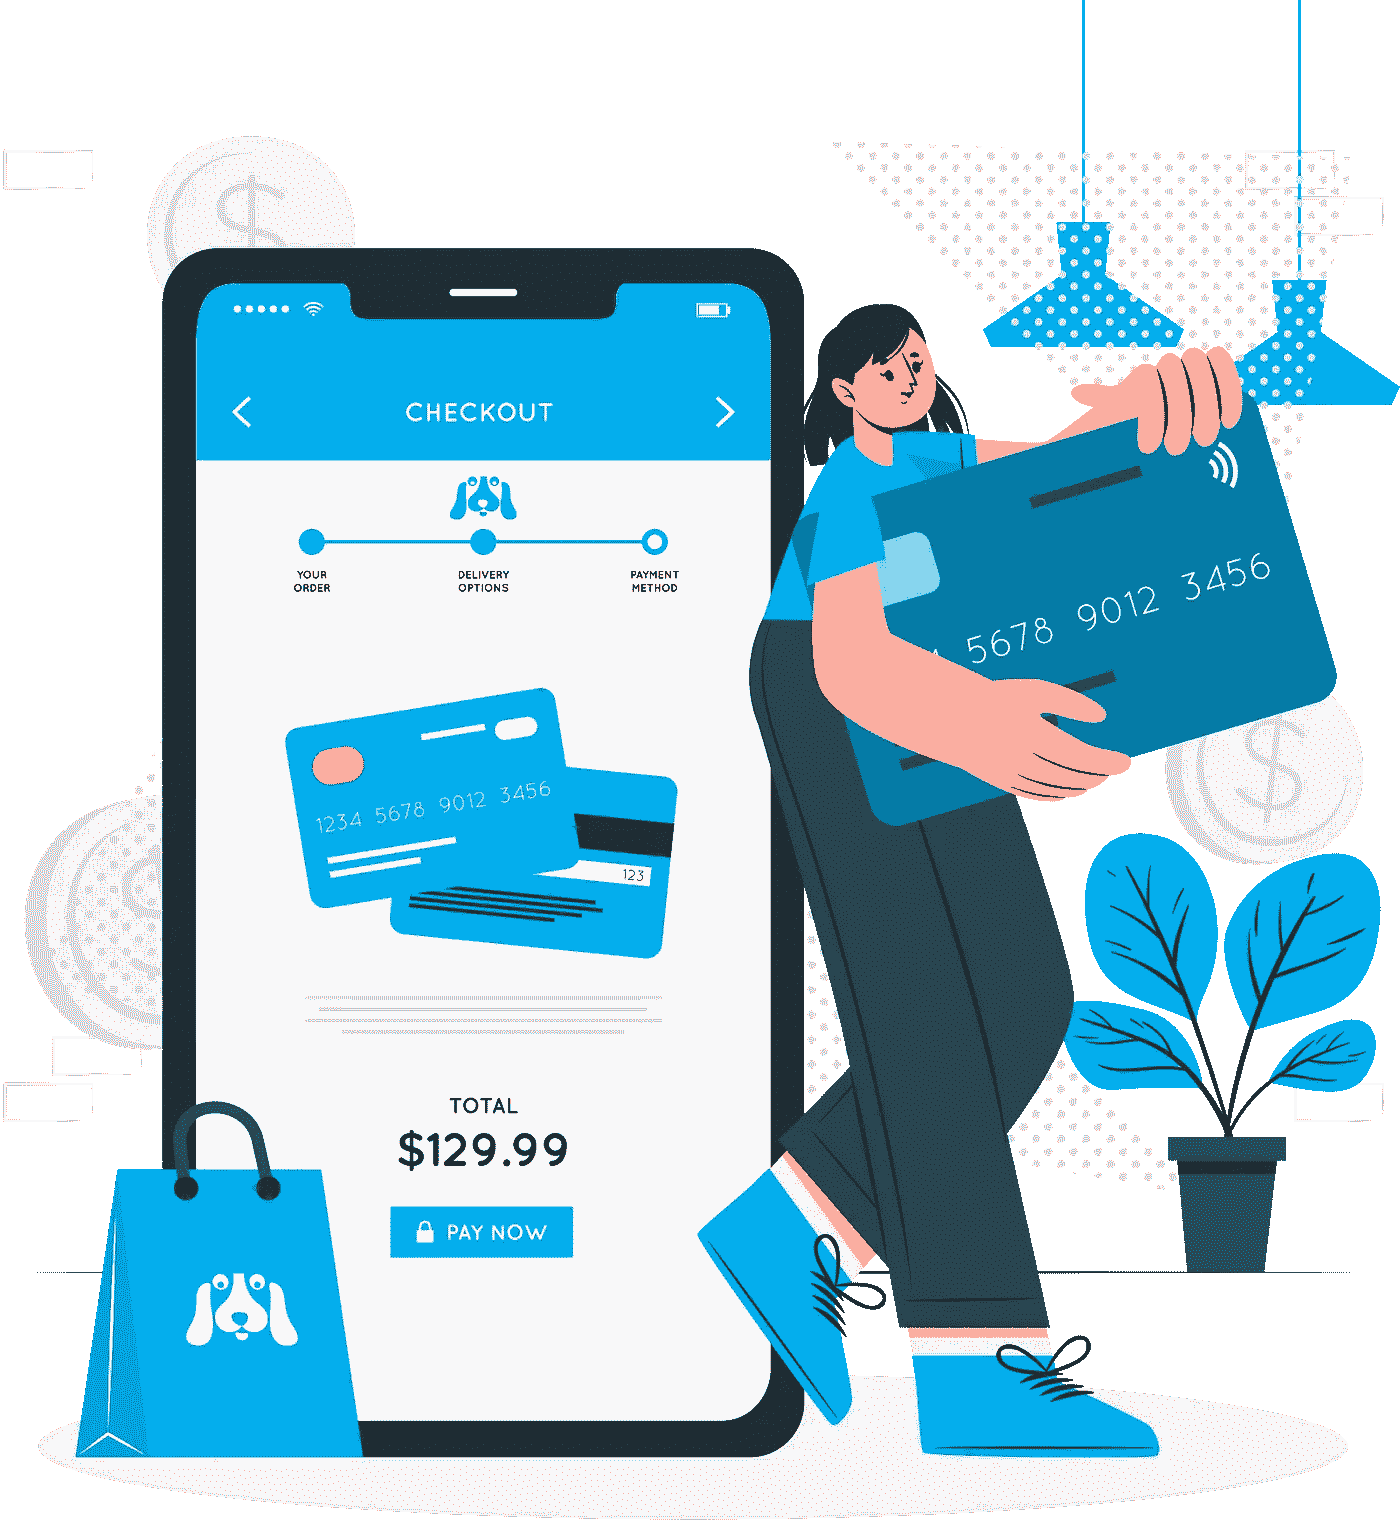 CHECKOUT
YOUR
ORDER
DELIVERY
OPTIONS
PAYMENT
METHOD
1234 5678 9012 3456
123
TOTAL
$129.99
PAY NOW
5678 9012 3456
$
$